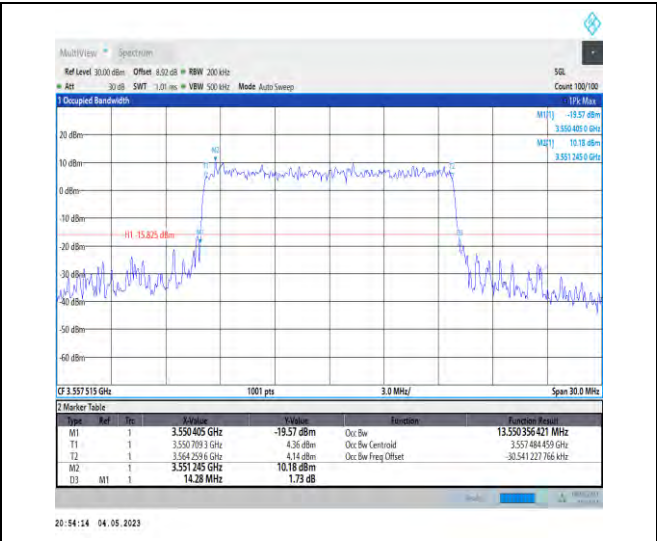 MultiView Spectrum
Ref Level 30.00 dBm Offset 8.92 dB RBW 200 kHz SGL
Att 30 dB SWT 1.01 ms VBW 500 kHz Mode Auto Sweep Count 100/100
1 Occupied Bandwidth 1Pk Max
M1[1] -19.57 dBm
3.550 405 0 GHz
M2[1] 10.18 dBm
3.551 245 0 GHz
20 dBm
M2
10 dBm
T1 T2
0 dBm
-10 dBm
H1 -15.825 dBm
-20 dBm
-30 dBm
-40 dBm
-50 dBm
-60 dBm
CF 3.557 515 GHz 1001 pts 3.0 MHz/ Span 30.0 MHz
2 Marker Table
Type Ref Trc X-Value Y-Value Function Function Result
M1 1 3.550 405 GHz -19.57 dBm Occ Bw 13.550 356 421 MHz
T1 1 3.550 709 3 GHz 4.36 dBm Occ Bw Centroid 3.557 484 459 GHz
T2 1 3.564 259 6 GHz 4.14 dBm Occ Bw Freq Offset -30.541 227 766 kHz
M2 1 3.551 245 GHz 10.18 dBm
D3 M1 1 14.28 MHz 1.73 dB
20:54:14 04.05.2023